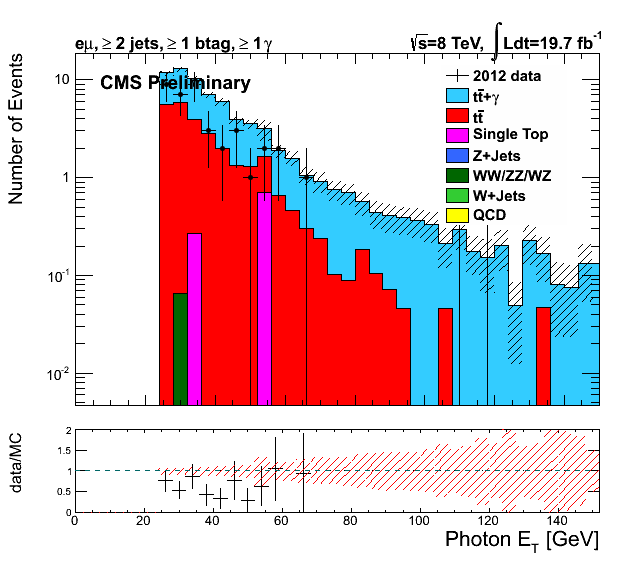 eμ, ≥ 2 jets, ≥ 1 btag, ≥ 1 γ
√s=8 TeV, ∫ Ldt=19.7 fb⁻¹
CMS Preliminary
2012 data
tt̄+γ
tt̄
Single Top
Z+Jets
WW/ZZ/WZ
W+Jets
QCD
Number of Events
10
1
10⁻¹
10⁻²
data/MC
2
1.5
1
0.5
0
0 20 40 60 80 100 120 140
Photon E_T [GeV]